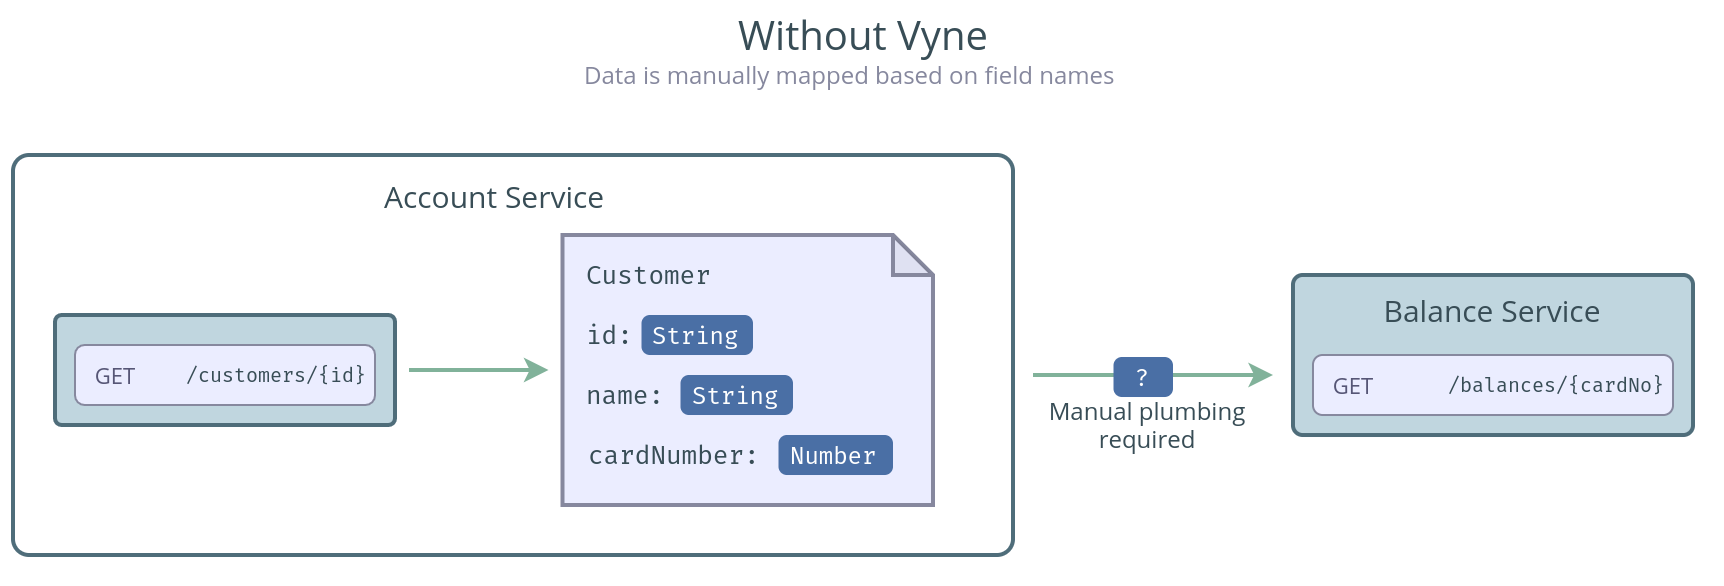 Without Vyne
Data is manually mapped based on field names
Account Service
GET /customers/{id}
Customer
id: String
name: String
cardNumber: Number
?
Manual plumbing
required
Balance Service
GET /balances/{cardNo}